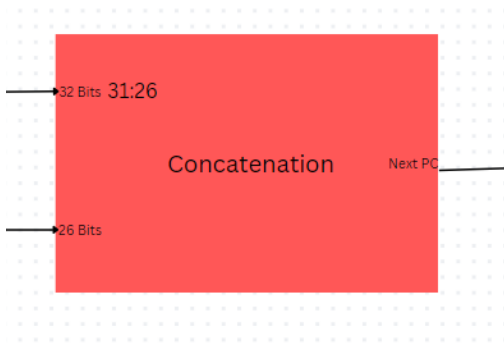 32 Bits 31:26
Concatenation
Next PC
26 Bits